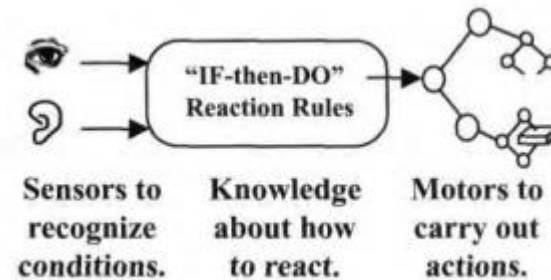 “IF-then-DO”
Reaction Rules
Sensors to
recognize
conditions.
Knowledge
about how
to react.
Motors to
carry out
actions.